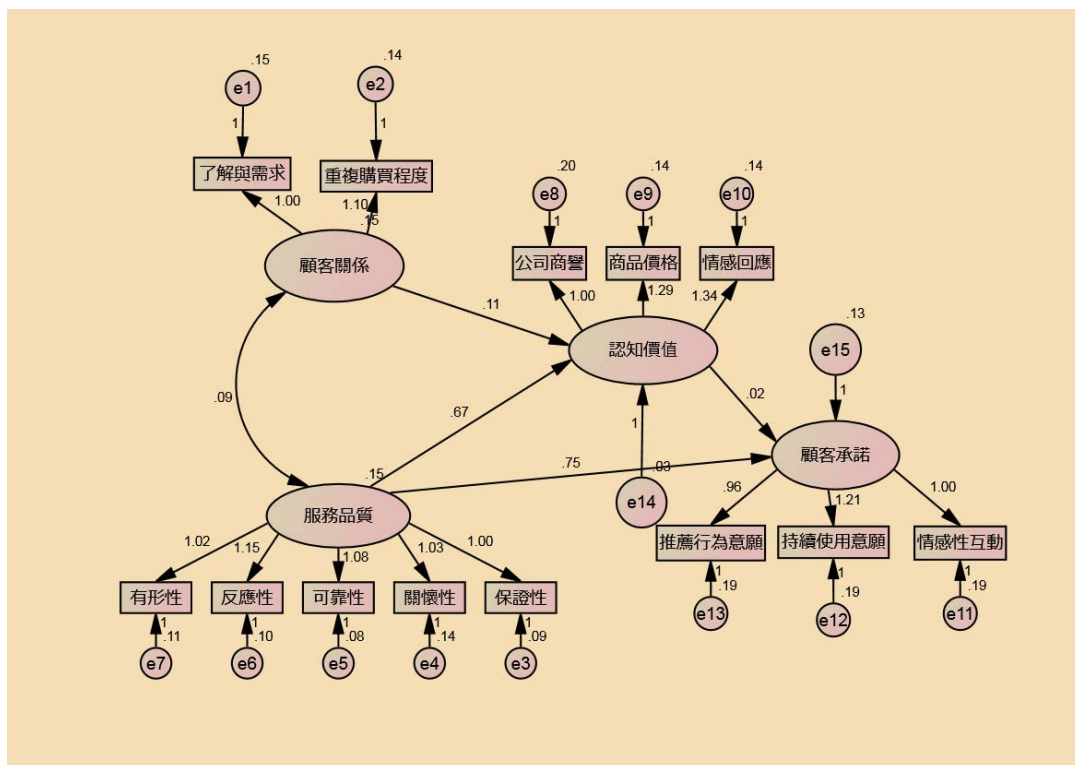 .15
.14
e1
e2
1
1
了解與需求
重複購買程度
1.00
1.10
.15
顧客關係
.20
.14
.14
e8
e9
e10
1
1
1
公司商譽
商品價格
情感回應
1.00
1.29
1.34
.11
認知價值
.13
e15
1
.09
.67
.02
1
顧客承諾
.75
.03
.15
e14
服務品質
.96
1.21
1.00
推薦行為意願
持續使用意願
情感性互動
1.02
1.15
1.08
1.03
1.00
有形性
反應性
可靠性
關懷性
保證性
1
.19
1
.19
1
.19
e13
e12
e11
1
.11
1
.10
1
.08
1
.14
1
.09
e7
e6
e5
e4
e3